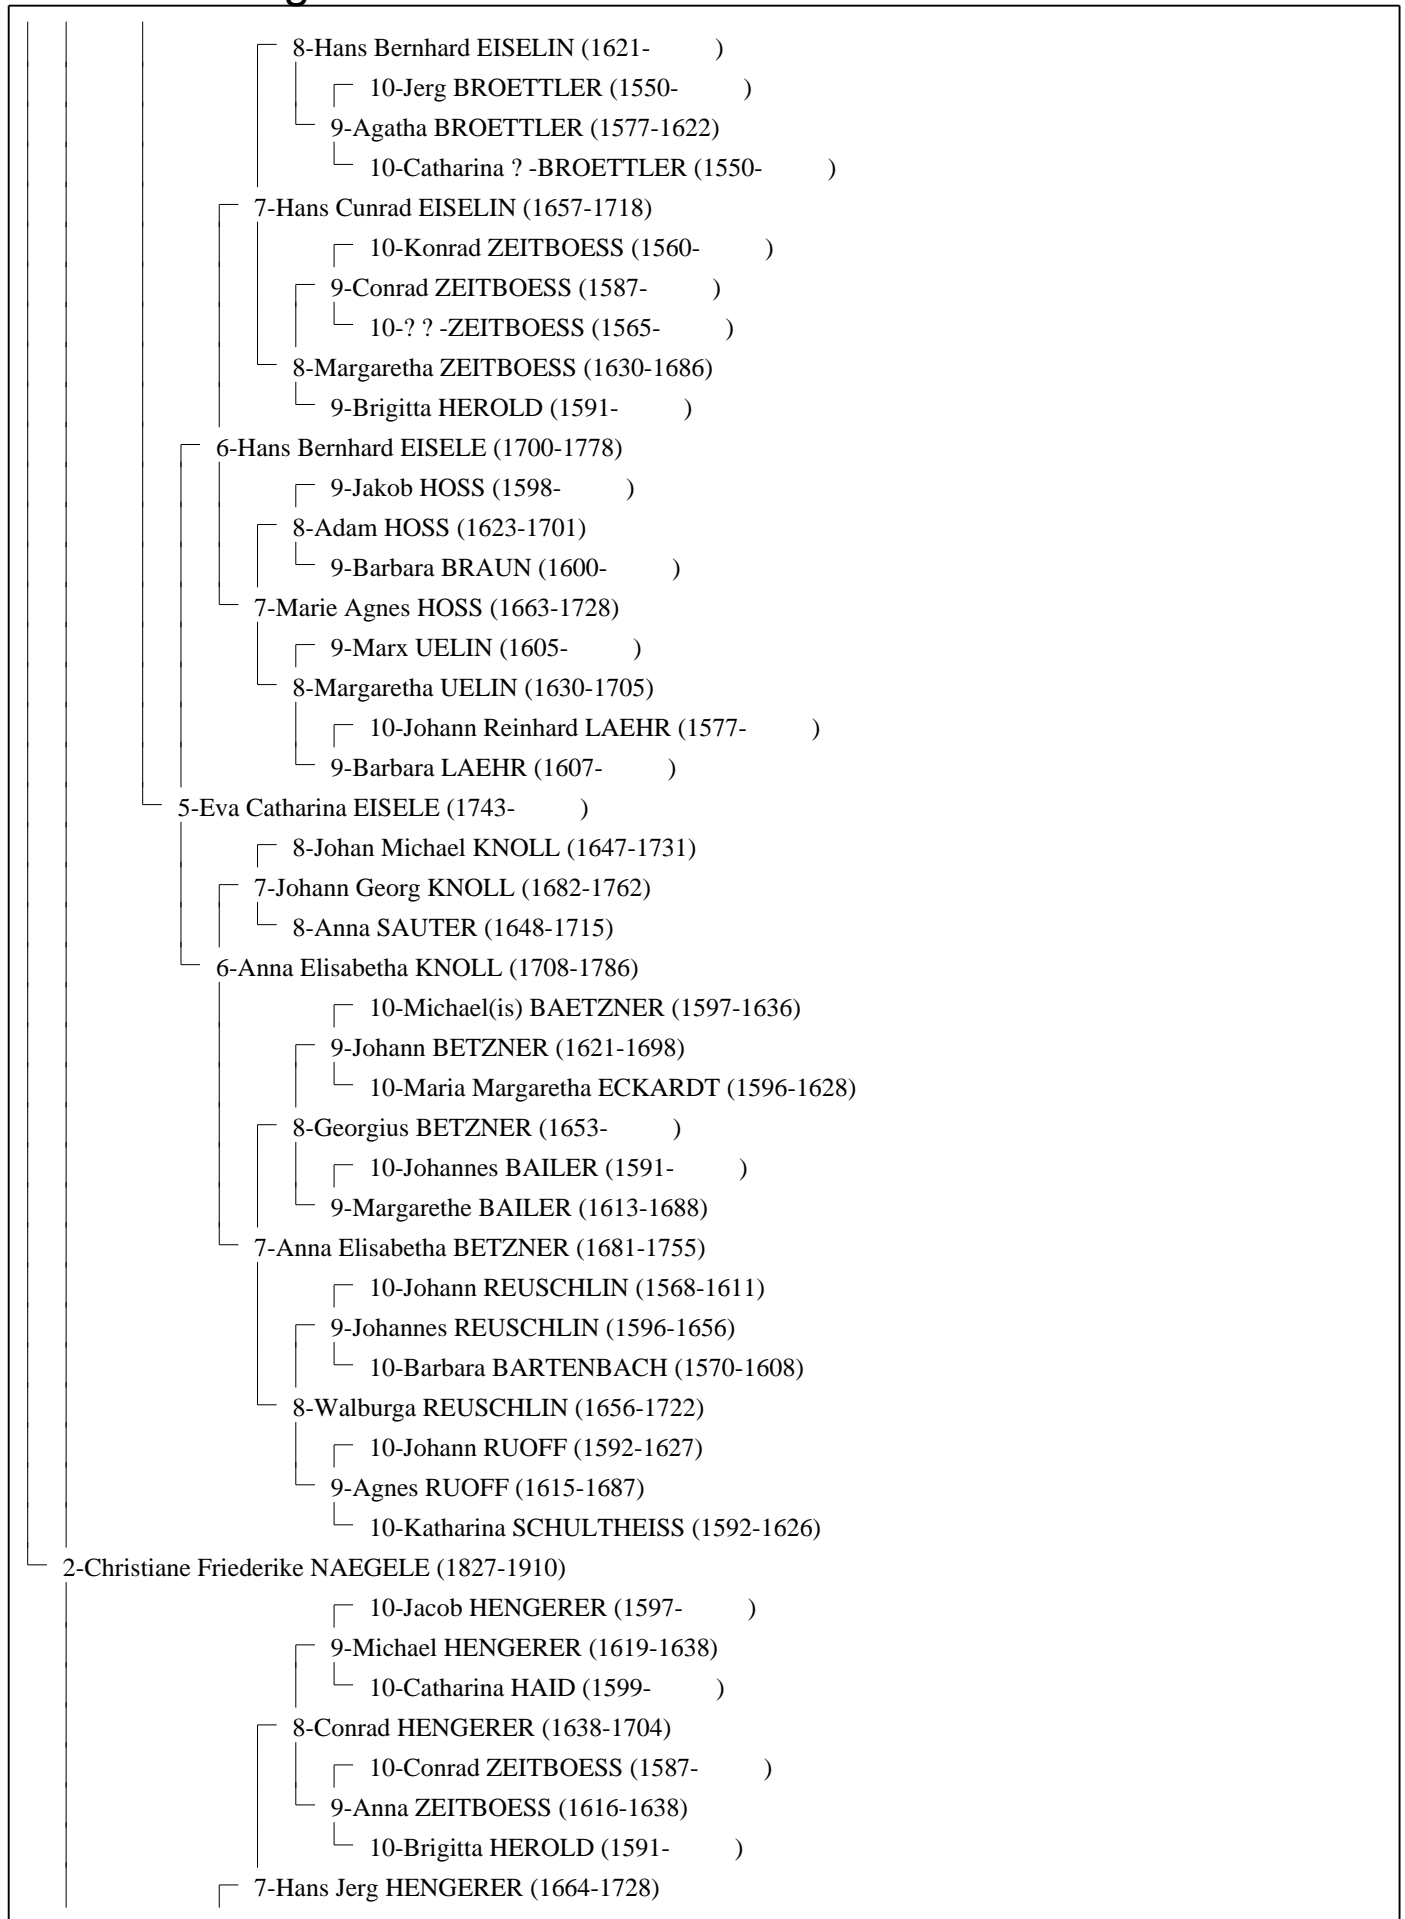 8-Hans Bernhard EISELIN (1621- )
10-Jerg BROETTLER (1550- )
9-Agatha BROETTLER (1577-1622)
10-Catharina ? -BROETTLER (1550- )
7-Hans Cunrad EISELIN (1657-1718)
10-Konrad ZEITBOESS (1560- )
9-Conrad ZEITBOESS (1587- )
10-? ? -ZEITBOESS (1565- )
8-Margaretha ZEITBOESS (1630-1686)
9-Brigitta HEROLD (1591- )
6-Hans Bernhard EISELE (1700-1778)
9-Jakob HOSS (1598- )
8-Adam HOSS (1623-1701)
9-Barbara BRAUN (1600- )
7-Marie Agnes HOSS (1663-1728)
9-Marx UELIN (1605- )
8-Margaretha UELIN (1630-1705)
10-Johann Reinhard LAEHR (1577- )
9-Barbara LAEHR (1607- )
5-Eva Catharina EISELE (1743- )
8-Johan Michael KNOLL (1647-1731)
7-Johann Georg KNOLL (1682-1762)
8-Anna SAUTER (1648-1715)
6-Anna Elisabetha KNOLL (1708-1786)
10-Michael(is) BAETZNER (1597-1636)
9-Johann BETZNER (1621-1698)
10-Maria Margaretha ECKARDT (1596-1628)
8-Georgius BETZNER (1653- )
10-Johannes BAILER (1591- )
9-Margarethe BAILER (1613-1688)
7-Anna Elisabetha BETZNER (1681-1755)
10-Johann REUSCHLIN (1568-1611)
9-Johannes REUSCHLIN (1596-1656)
10-Barbara BARTENBACH (1570-1608)
8-Walburga REUSCHLIN (1656-1722)
10-Johann RUOFF (1592-1627)
9-Agnes RUOFF (1615-1687)
10-Katharina SCHULTHEISS (1592-1626)
2-Christiane Friederike NAEGELE (1827-1910)
10-Jacob HENGERER (1597- )
9-Michael HENGERER (1619-1638)
10-Catharina HAID (1599- )
8-Conrad HENGERER (1638-1704)
10-Conrad ZEITBOESS (1587- )
9-Anna ZEITBOESS (1616-1638)
10-Brigitta HEROLD (1591- )
7-Hans Jerg HENGERER (1664-1728)